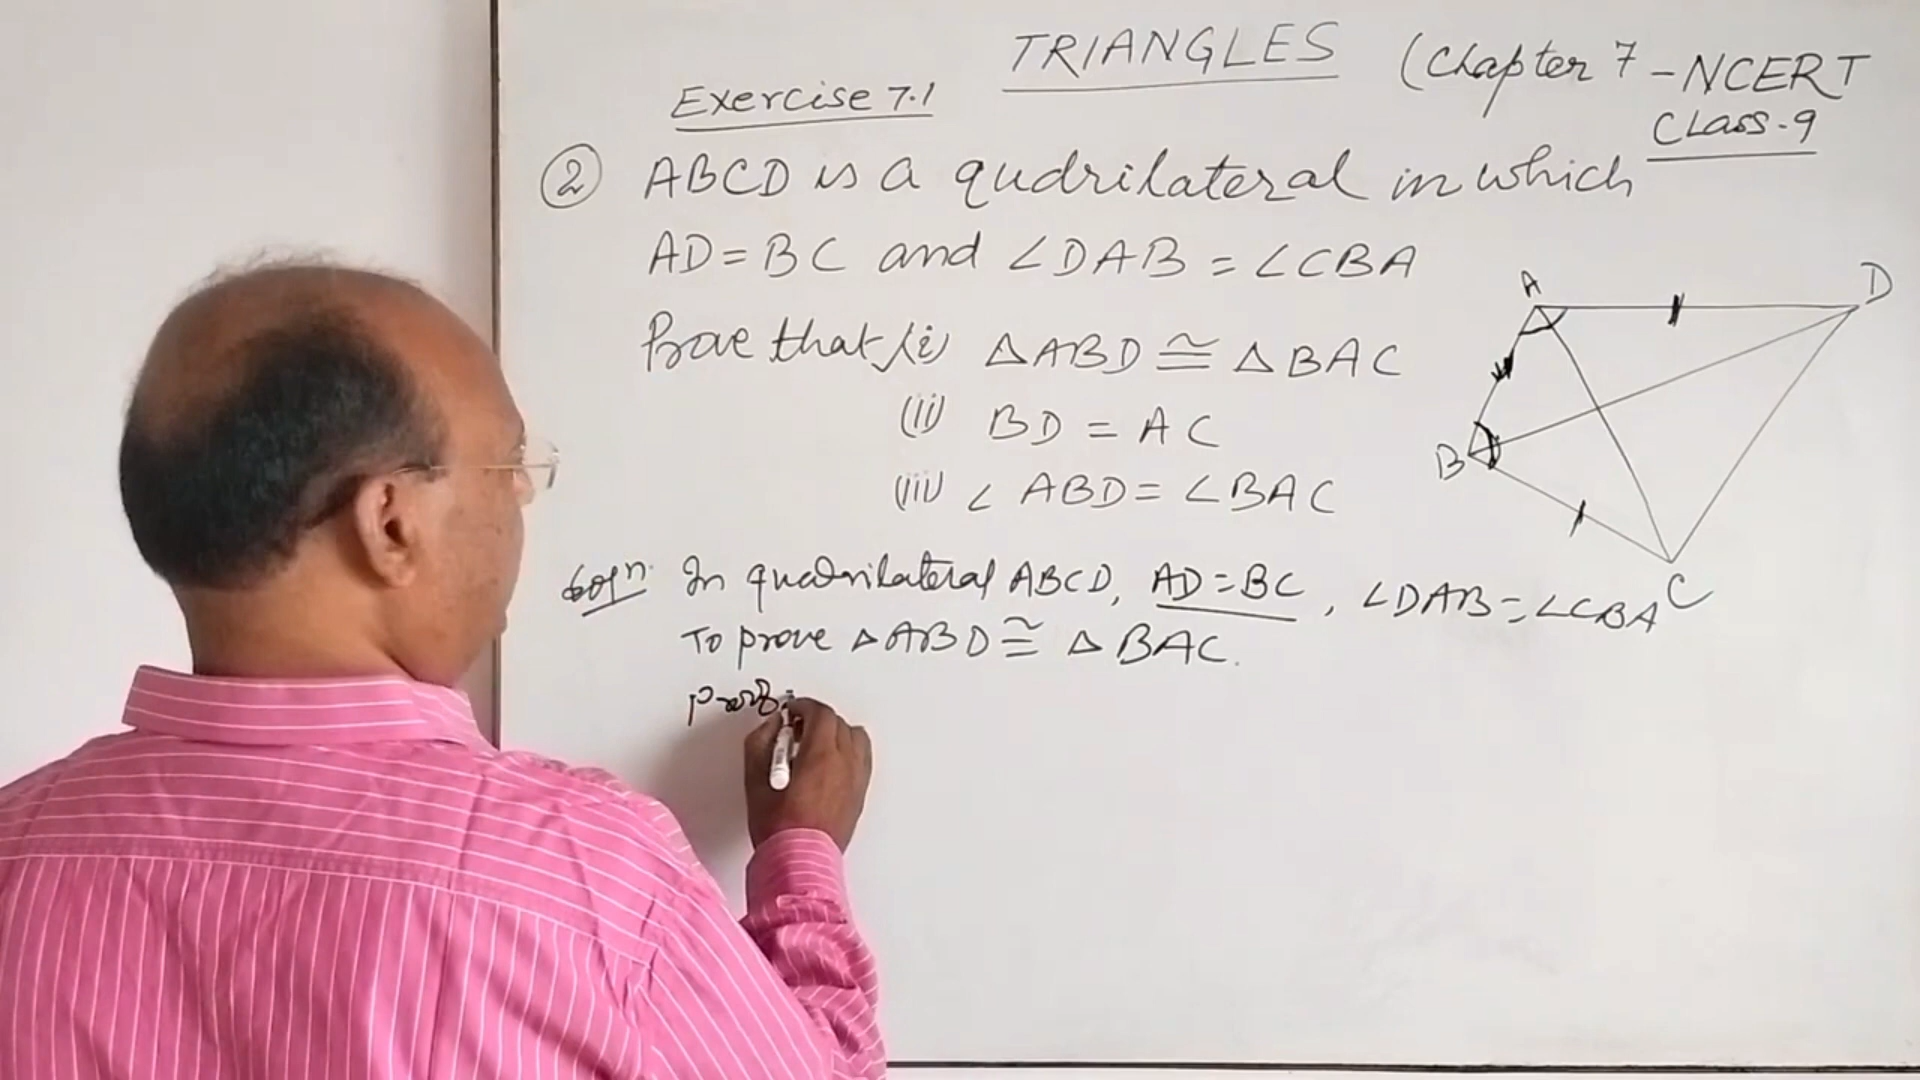 TRIANGLES (Chapter 7 - NCERT
CLass-9
Exercise 7.1
② ABCD is a qudrilateral in which
AD = BC and ∠DAB = ∠CBA
Prove that (i) △ABD ≅ △BAC
(ii) BD = AC
(iii) ∠ABD = ∠BAC
A
D
B
C
Soln. In quadrilateral ABCD, AD = BC, ∠DAB = ∠CBA
To prove △ABD ≅ △BAC.